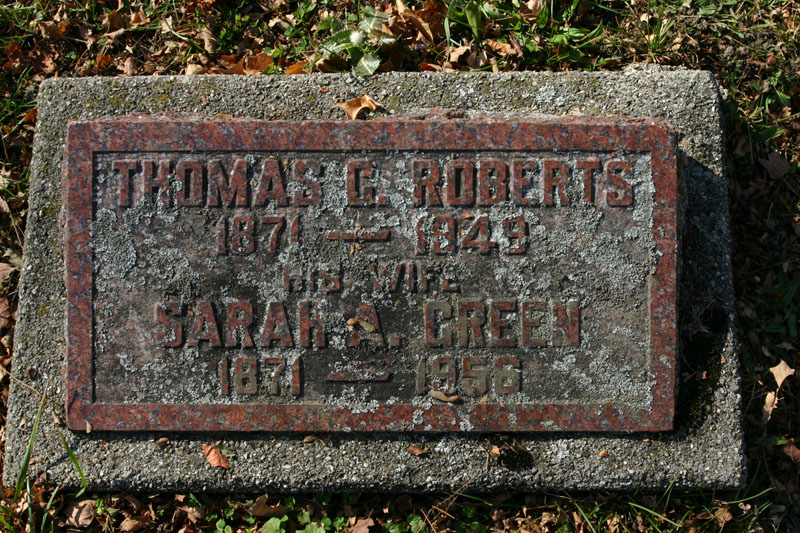 THOMAS G. ROBERTS
1871 — 1949
HIS WIFE
SARAH A. GREEN
1871 — 1956